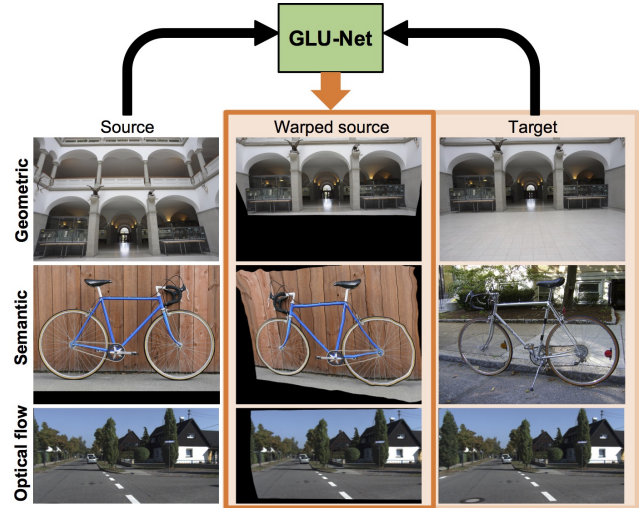 GLU-Net
Source
Warped source
Target
Geometric
Semantic
Optical flow